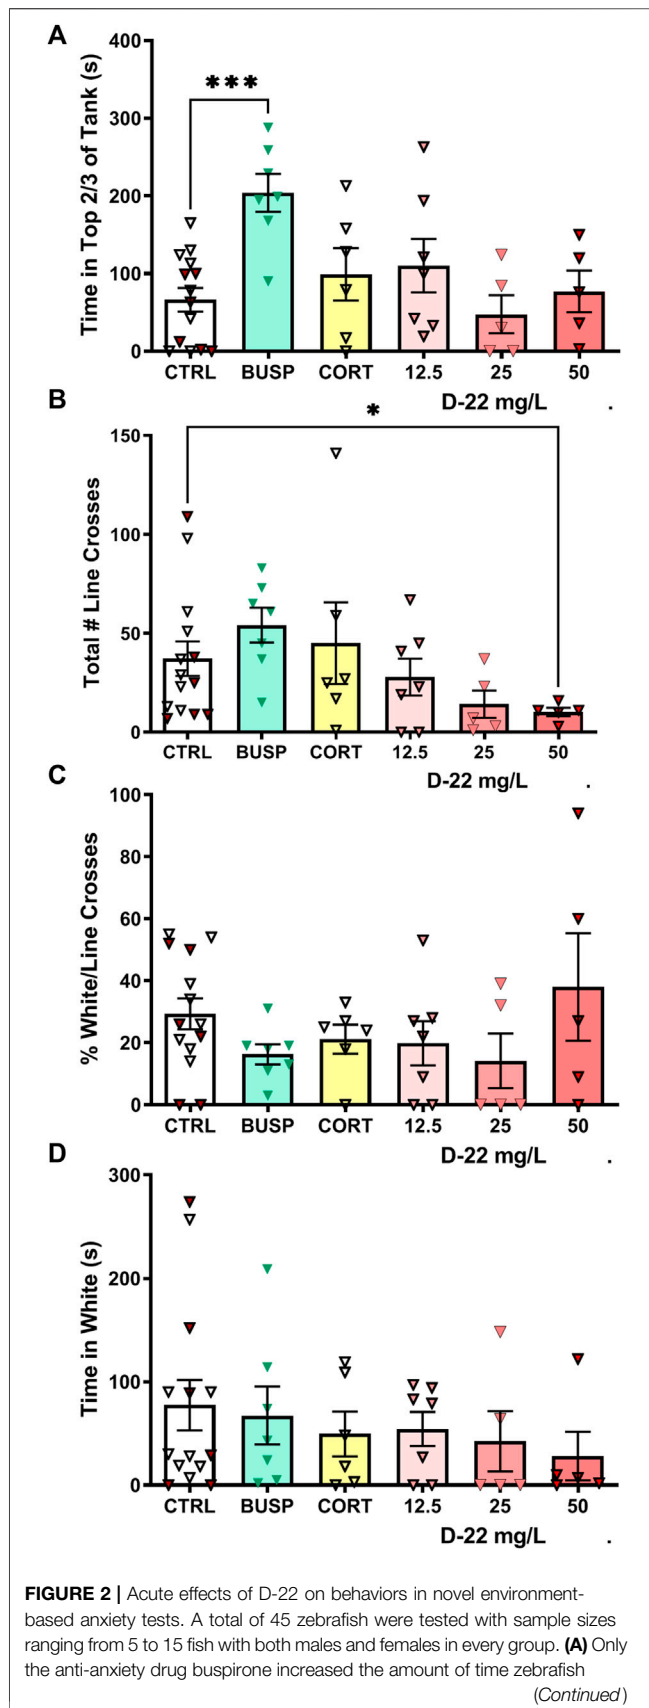 A
Time in Top 2/3 of Tank (s)
400
300
200
100
0
***
CTRL BUSP CORT 12.5 25 50
D-22 mg/L .
B
Total # Line Crosses
150
100
50
0
*
CTRL BUSP CORT 12.5 25 50
D-22 mg/L .
C
% White/Line Crosses
100
80
60
40
20
0
CTRL BUSP CORT 12.5 25 50
D-22 mg/L .
D
Time in White (s)
300
200
100
0
CTRL BUSP CORT 12.5 25 50
D-22 mg/L .
FIGURE 2 | Acute effects of D-22 on behaviors in novel environment-
based anxiety tests. A total of 45 zebrafish were tested with sample sizes
ranging from 5 to 15 fish with both males and females in every group. (A) Only
the anti-anxiety drug buspirone increased the amount of time zebrafish
(Continued)